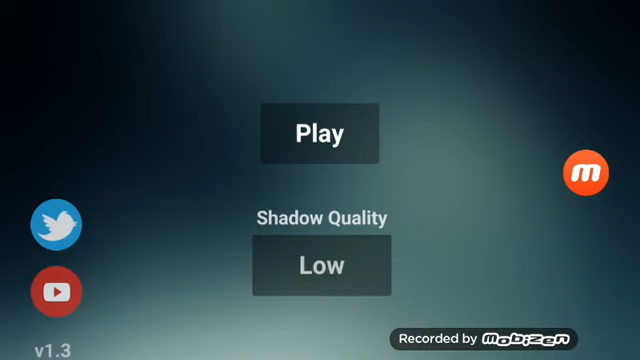 Play
m
Shadow Quality
Low
Recorded by mobizen
v1.3